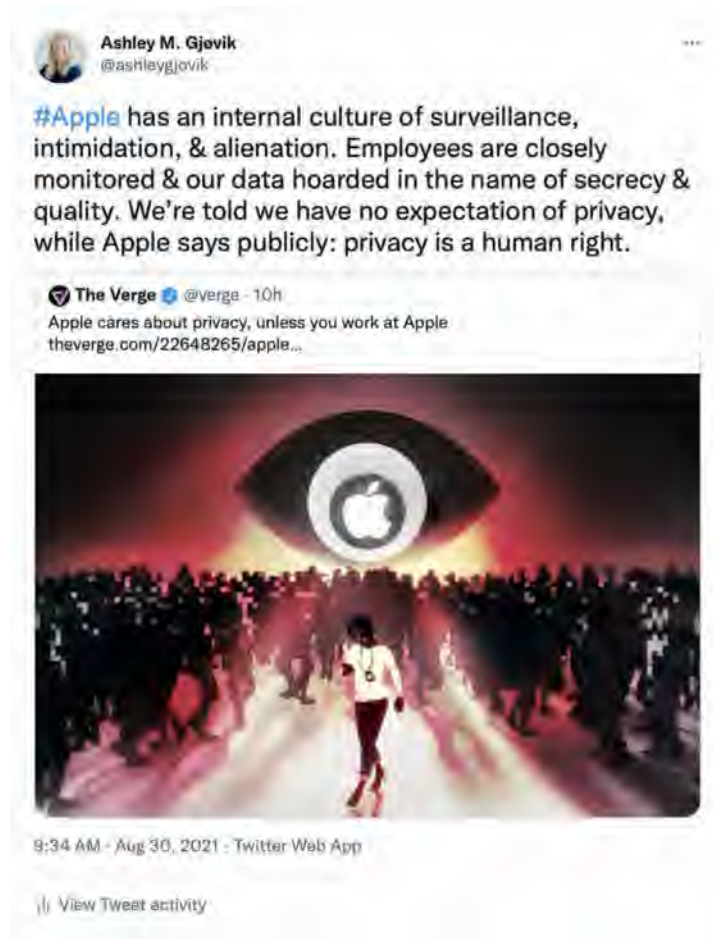 Ashley M. Gjøvik
@ashleygjovik
#Apple has an internal culture of surveillance,
intimidation, & alienation. Employees are closely
monitored & our data hoarded in the name of secrecy &
quality. We're told we have no expectation of privacy,
while Apple says publicly: privacy is a human right.
The Verge @verge · 10h
Apple cares about privacy, unless you work at Apple
theverge.com/22648265/apple...
9:34 AM · Aug 30, 2021 · Twitter Web App
View Tweet activity